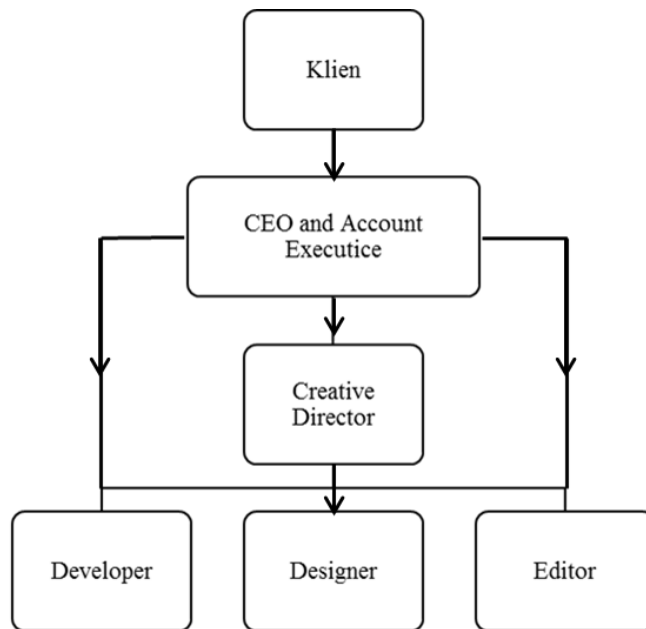 Klien
CEO and Account
Executice
Creative
Director
Developer
Designer
Editor